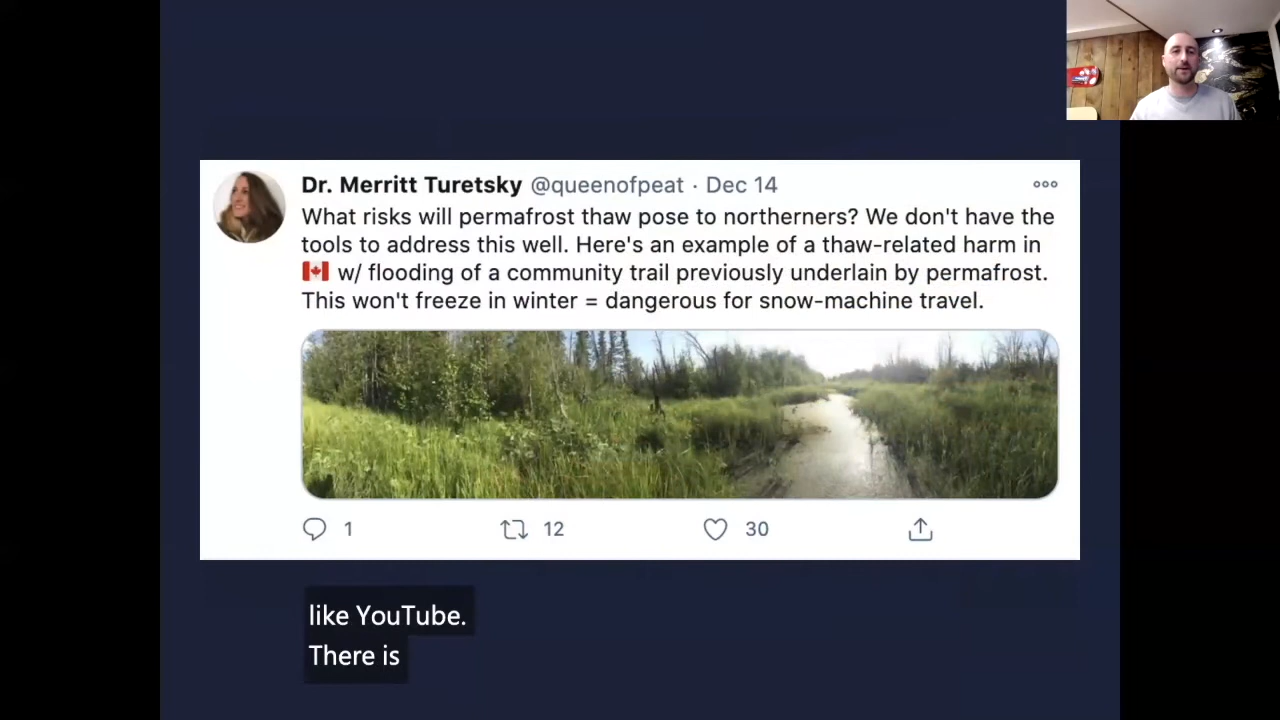 Dr. Merritt Turetsky @queenofpeat · Dec 14
What risks will permafrost thaw pose to northerners? We don't have the
tools to address this well. Here's an example of a thaw-related harm in
🇨🇦 w/ flooding of a community trail previously underlain by permafrost.
This won't freeze in winter = dangerous for snow-machine travel.
1 12 30
like YouTube.
There is